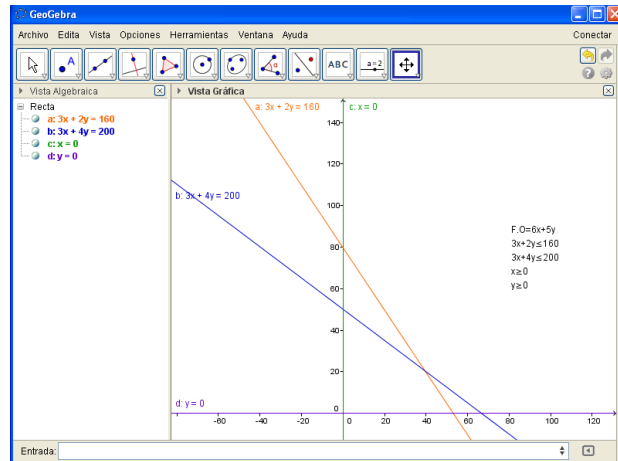 GeoGebra
Archivo Edita Vista Opciones Herramientas Ventana Ayuda Conectar
ABC a=2
Vista Algebraica
Recta
a: 3x + 2y = 160
b: 3x + 4y = 200
c: x = 0
d: y = 0
Vista Gráfica
a: 3x + 2y = 160 c: x = 0
140
120
100
b: 3x + 4y = 200
80
60
40
20
0
F.O=6x+5y
3x+2y≤160
3x+4y≤200
x≥0
y≥0
d: y = 0
-60 -40 -20 0 20 40 60 80 100 120
Entrada: